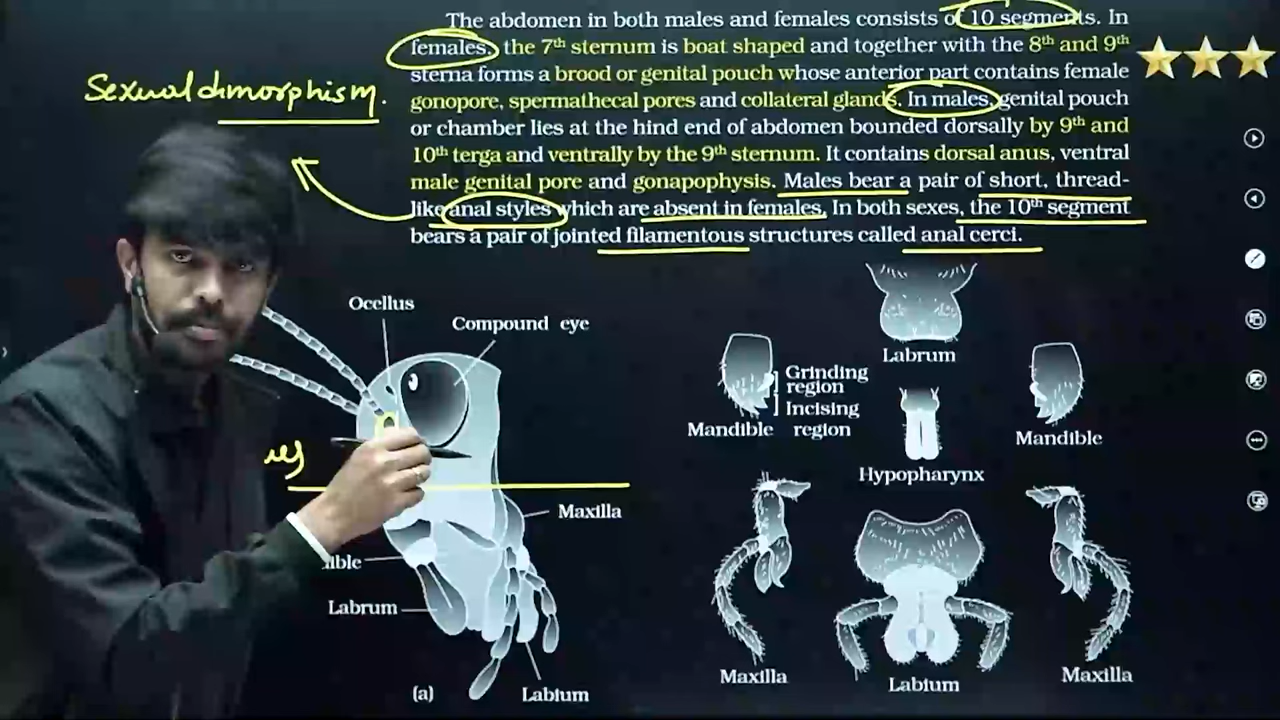 The abdomen in both males and females consists of 10 segments. In
females, the 7th sternum is boat shaped and together with the 8th and 9th
sterna forms a brood or genital pouch whose anterior part contains female
gonopore, spermathecal pores and collateral glands. In males, genital pouch
or chamber lies at the hind end of abdomen bounded dorsally by 9th and
10th terga and ventrally by the 9th sternum. It contains dorsal anus, ventral
male genital pore and gonapophysis. Males bear a pair of short, thread-
like anal styles which are absent in females. In both sexes, the 10th segment
bears a pair of jointed filamentous structures called anal cerci.
Sexual dimorphism.
Ocellus
Compound eye
Maxilla
ible
Labrum
Labium
(a)
Labrum
Grinding
region
Incising
region
Mandible
Mandible
Hypopharynx
Maxilla
Labium
Maxilla